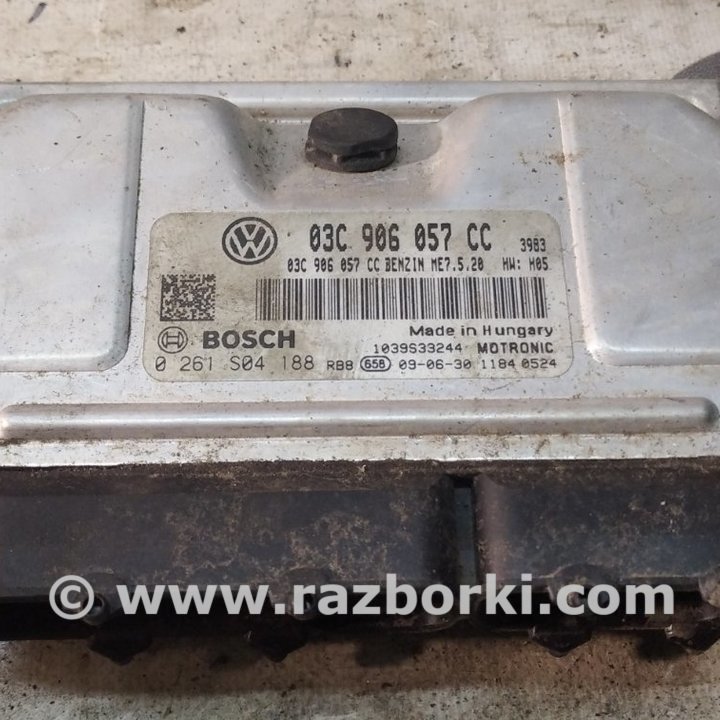 03C 906 057 CC 3983
03C 906 057 CC BENZIN ME7.5.20 HW: H05
BOSCH Made in Hungary
1039S33244 MOTRONIC
0 261 S04 188 RB8 658 09-06-30 1184 0524
© www.razborki.com